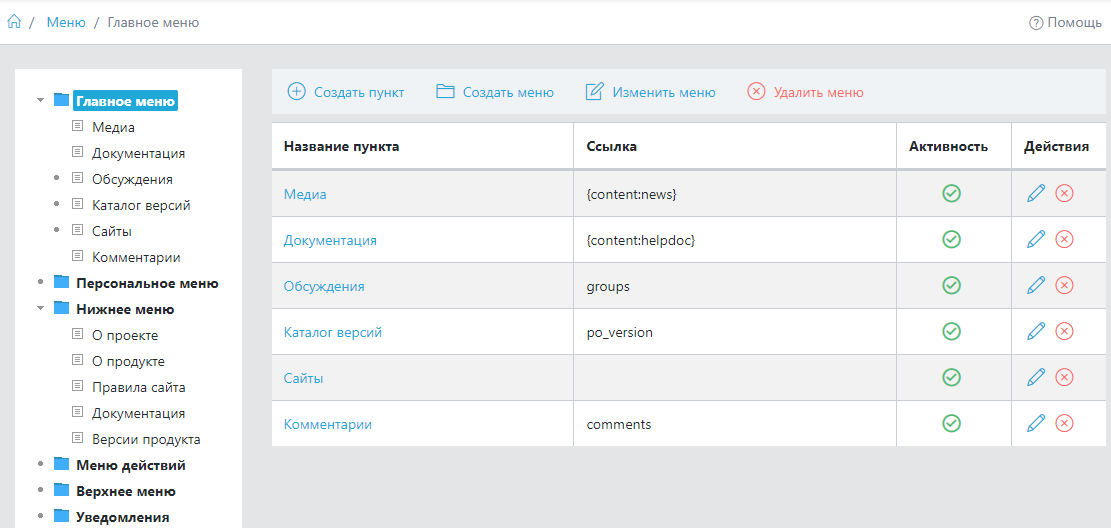 / Меню / Главное меню
Помощь
Главное меню
Медиа
Документация
Обсуждения
Каталог версий
Сайты
Комментарии
Персональное меню
Нижнее меню
О проекте
О продукте
Правила сайта
Документация
Версии продукта
Меню действий
Верхнее меню
Уведомления
Создать пункт Создать меню Изменить меню Удалить меню
Название пункта Ссылка Активность Действия
Медиа {content:news}
Документация {content:helpdoc}
Обсуждения groups
Каталог версий po_version
Сайты
Комментарии comments